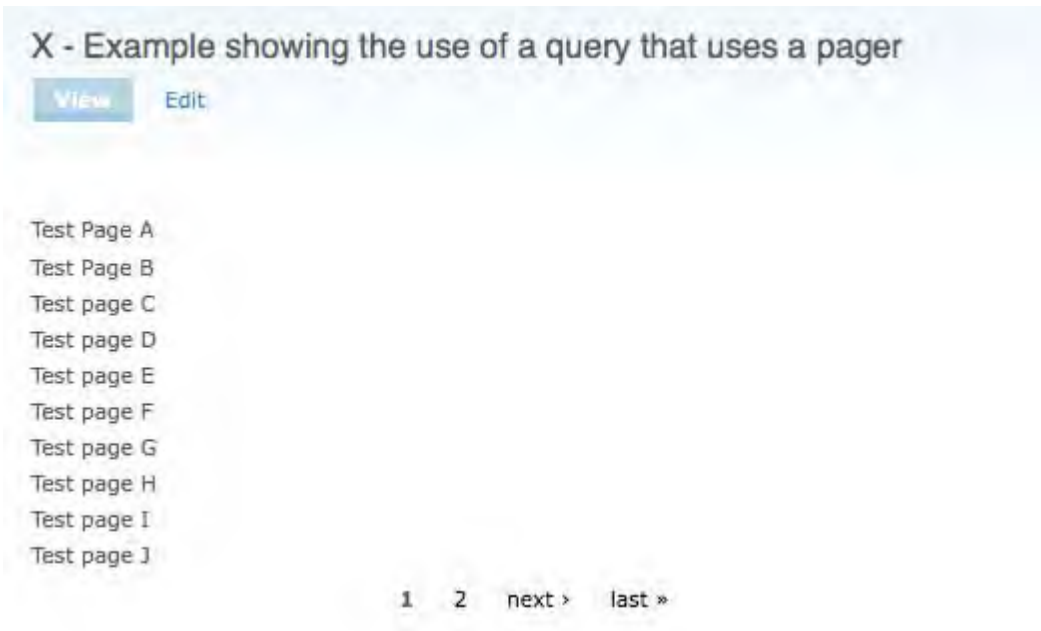 X - Example showing the use of a query that uses a pager
View Edit
Test Page A
Test Page B
Test page C
Test page D
Test page E
Test page F
Test page G
Test page H
Test page I
Test page J
1 2 next › last »